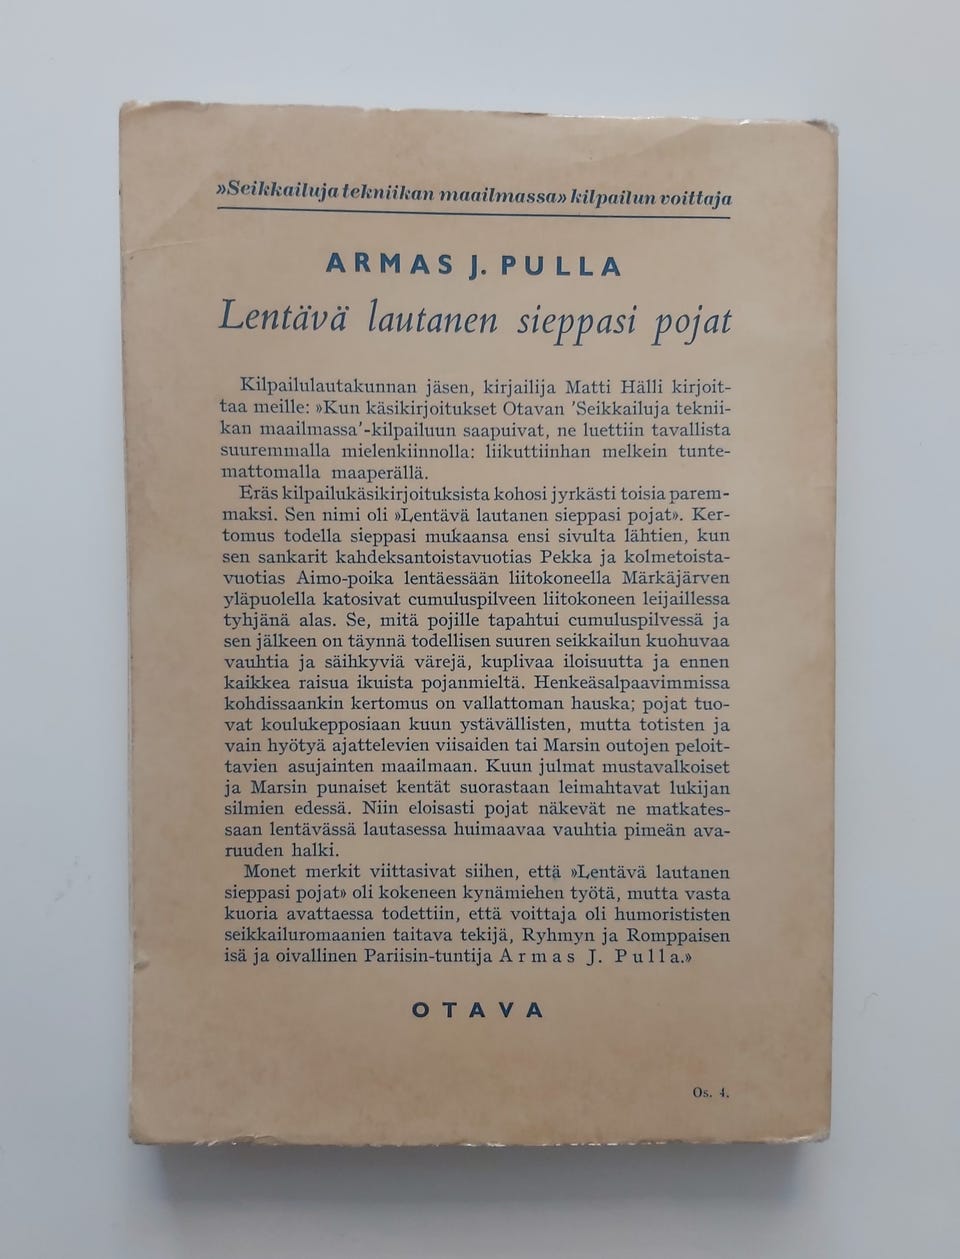 »Seikkailuja tekniikan maailmassa» kilpailun voittaja
ARMAS J. PULLA
Lentävä lautanen sieppasi pojat
Kilpailulautakunnan jäsen, kirjailija Matti Hälli kirjoit-
taa meille: »Kun käsikirjoitukset Otavan 'Seikkailuja teknii-
kan maailmassa'-kilpailuun saapuivat, ne luettiin tavallista
suuremmalla mielenkiinnolla: liikuttiinhan melkein tunte-
mattomalla maaperällä.
Eräs kilpailukäsikirjoituksista kohosi jyrkästi toisia parem-
maksi. Sen nimi oli »Lentävä lautanen sieppasi pojat». Ker-
tomus todella sieppasi mukaansa ensi sivulta lähtien, kun
sen sankarit kahdeksantoistavuotias Pekka ja kolmetoista-
vuotias Aimo-poika lentäessään liitokoneella Märkäjärven
yläpuolella katosivat cumuluspilveen liitokoneen leijaillessa
tyhjänä alas. Se, mitä pojille tapahtui cumuluspilvessä ja
sen jälkeen on täynnä todellisen suuren seikkailun kuohuvaa
vauhtia ja säihkyviä värejä, kuplivaa iloisuutta ja ennen
kaikkea raisua ikuista pojanmieltä. Henkeäsalpaavimmissa
kohdissaankin kertomus on vallattoman hauska; pojat tuo-
vat koulukepposiaan kuun ystävällisten, mutta totisten ja
vain hyötyä ajattelevien viisaiden tai Marsin outojen peloit-
tavien asujainten maailmaan. Kuun julmat mustavalkoiset
ja Marsin punaiset kentät suorastaan leimahtavat lukijan
silmien edessä. Niin eloisasti pojat näkevät ne matkates-
saan lentävässä lautasessa huimaavaa vauhtia pimeän ava-
ruuden halki.
Monet merkit viittasivat siihen, että »Lentävä lautanen
sieppasi pojat» oli kokeneen kynämiehen työtä, mutta vasta
kuoria avattaessa todettiin, että voittaja oli humorististen
seikkailuromaanien taitava tekijä, Ryhmyn ja Romppaisen
isä ja oivallinen Pariisin-tuntija Armas J. Pulla.»
OTAVA
Os. 4.